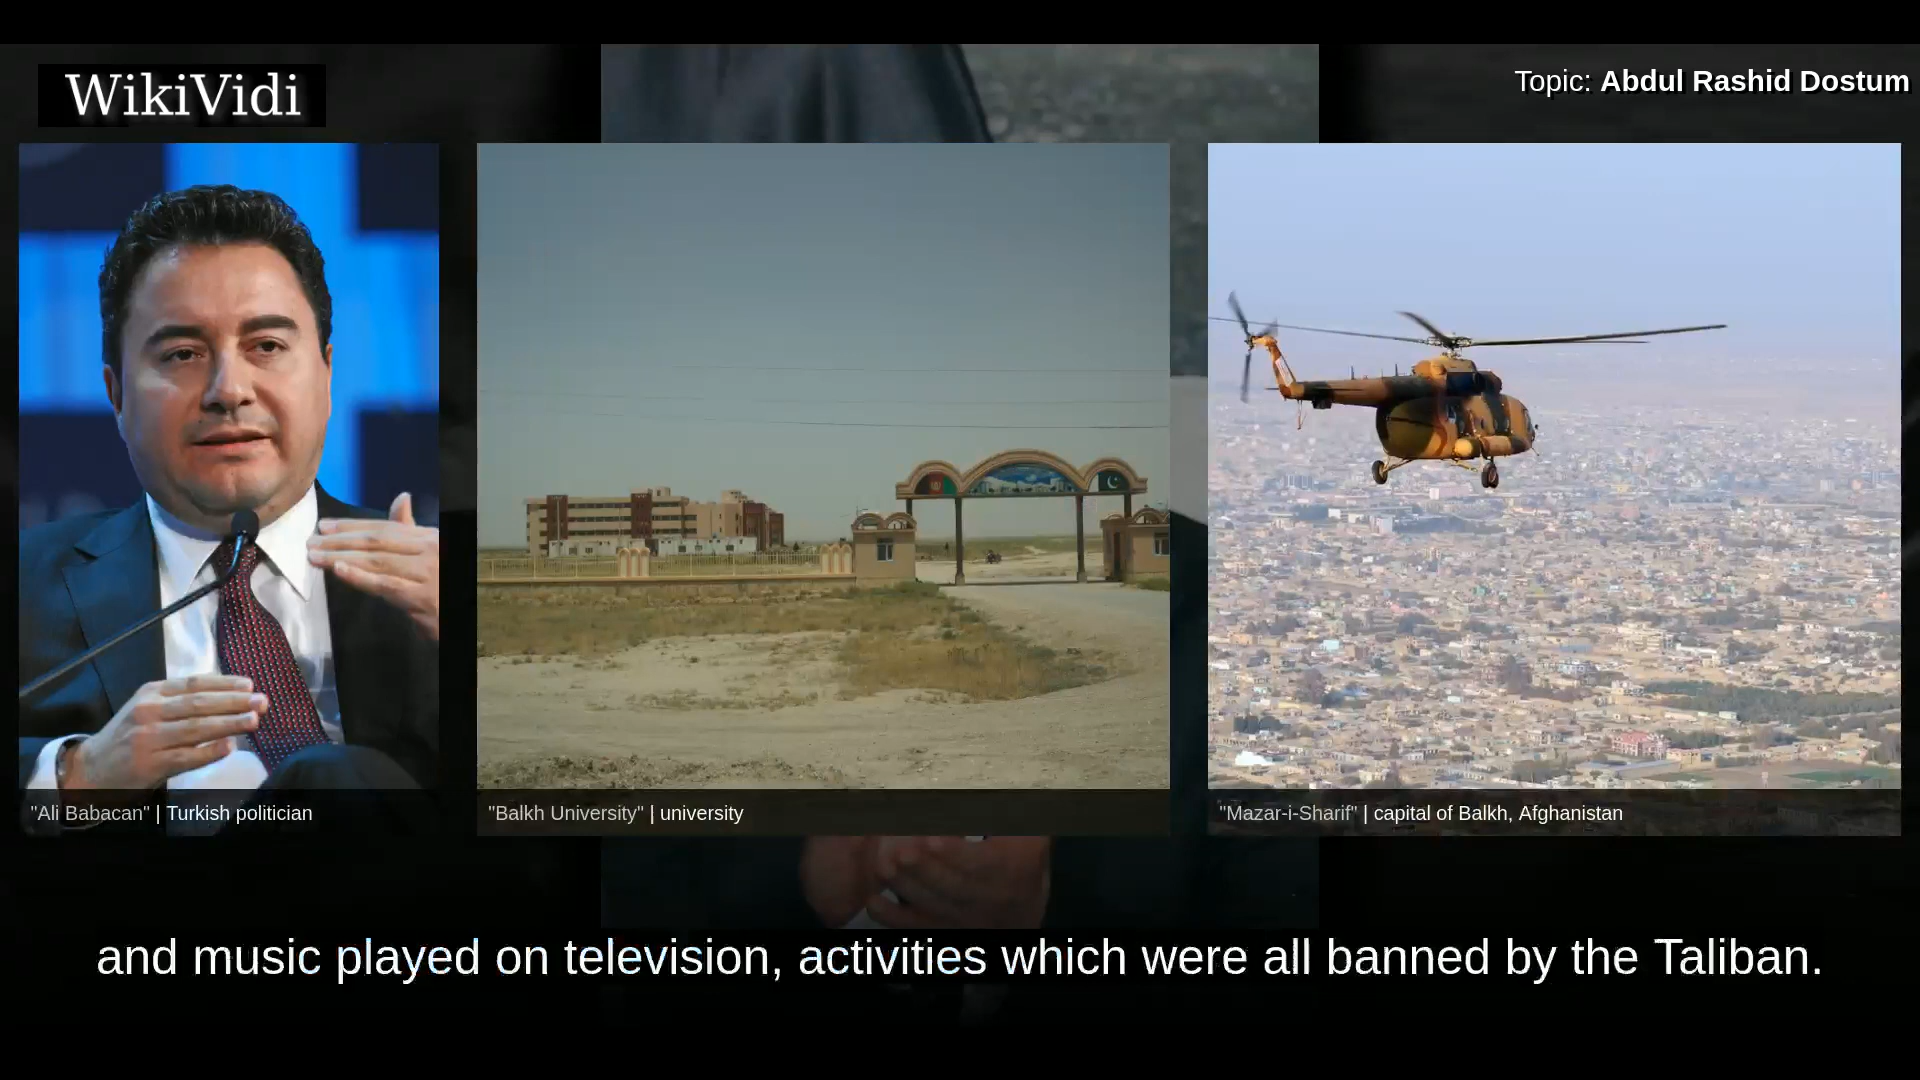 WikiVidi
Topic: Abdul Rashid Dostum
"Ali Babacan" | Turkish politician
"Balkh University" | university
"Mazar-i-Sharif" | capital of Balkh, Afghanistan
and music played on television, activities which were all banned by the Taliban.